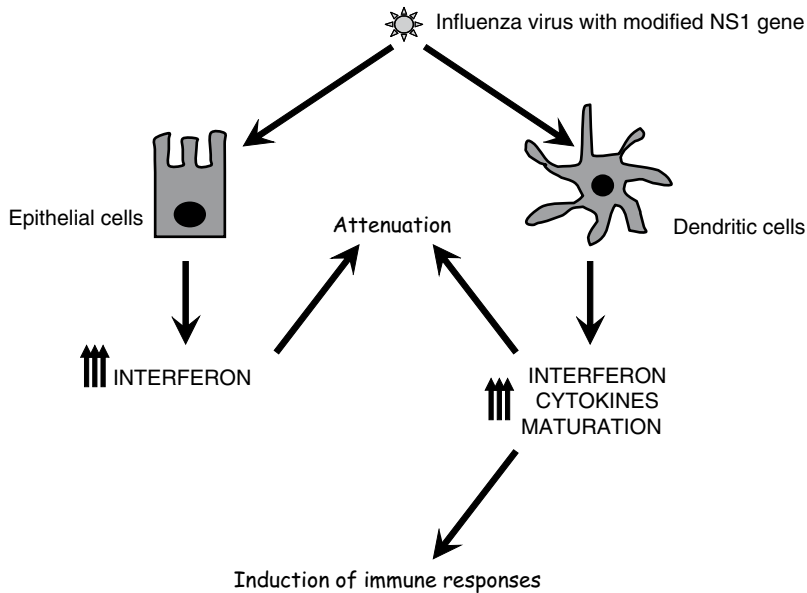 Influenza virus with modified NS1 gene
Epithelial cells
Attenuation
Dendritic cells
INTERFERON
INTERFERON
CYTOKINES
MATURATION
Induction of immune responses